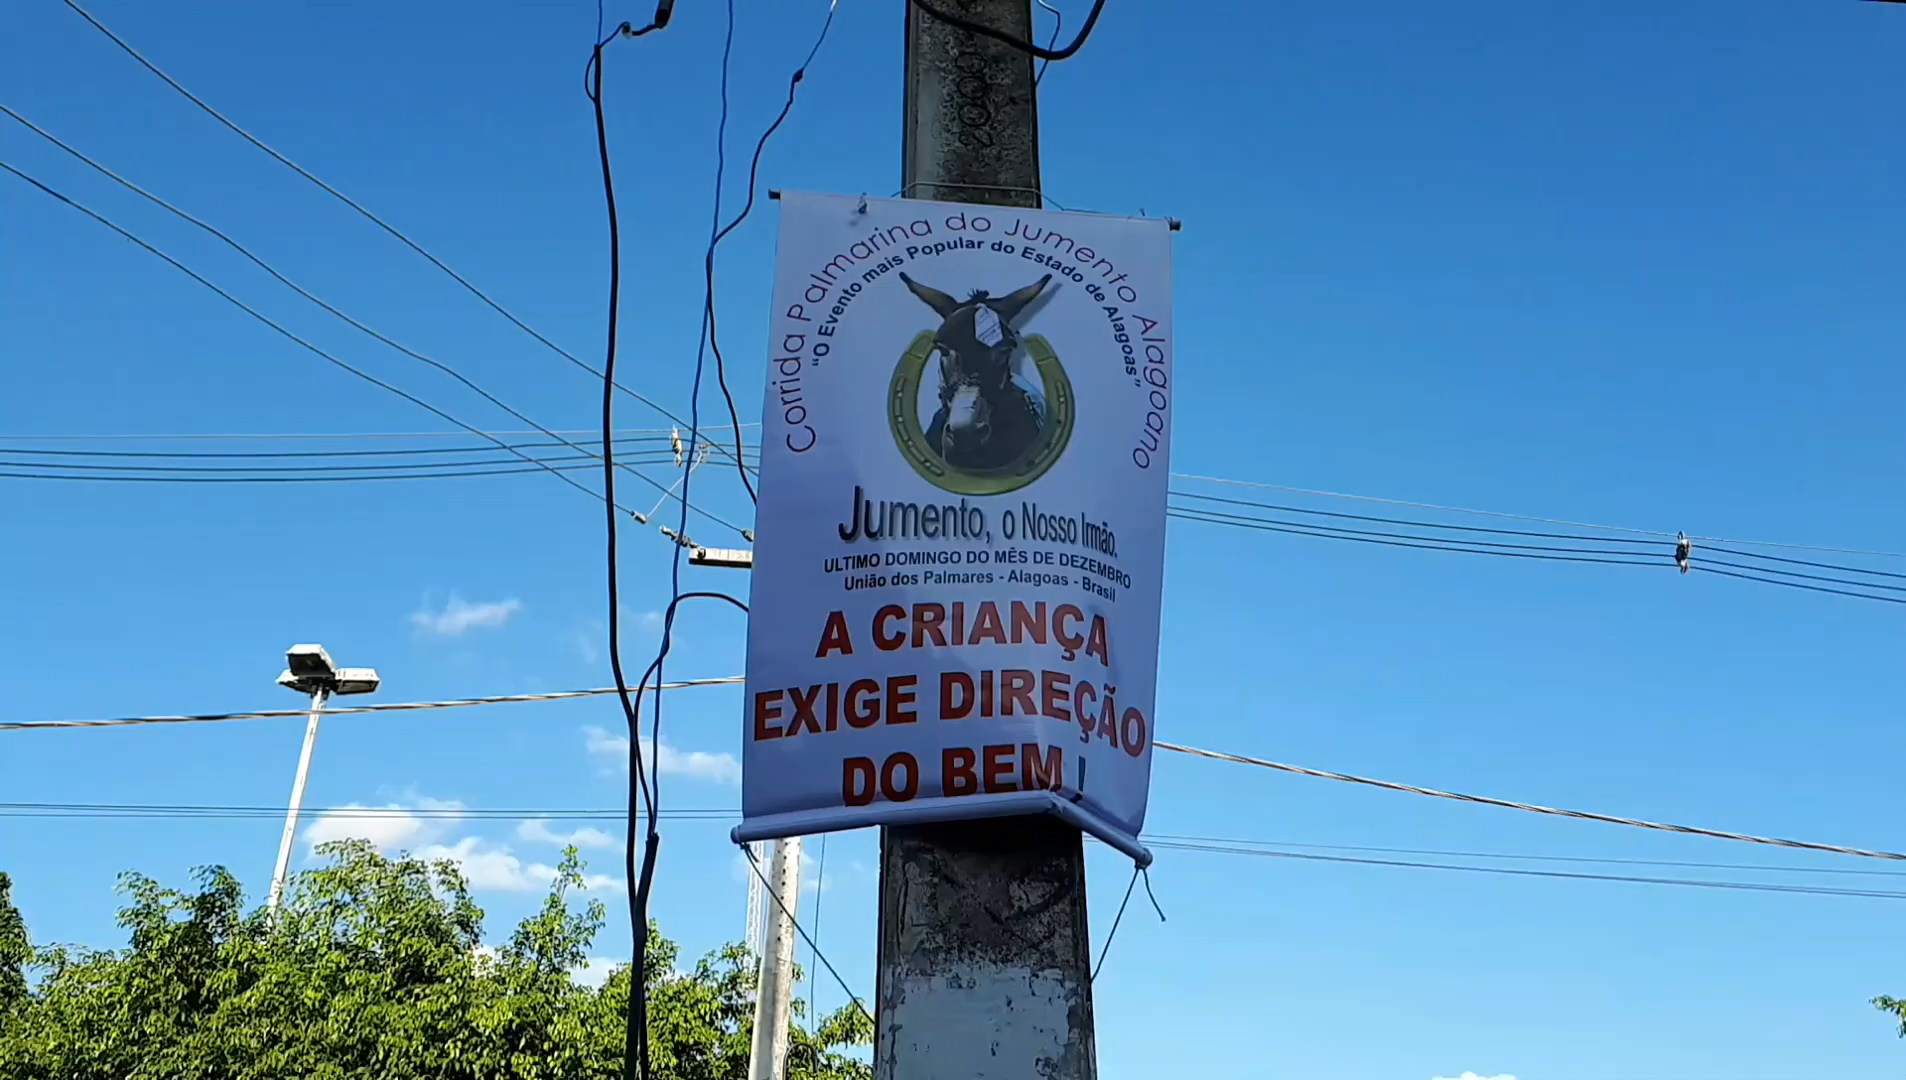 2000
Corrida Palmarina do Jumento Alagoano
"O Evento mais Popular do Estado de Alagoas"
Jumento, o Nosso Irmão.
ULTIMO DOMINGO DO MÊS DE DEZEMBRO
União dos Palmares - Alagoas - Brasil
A CRIANÇA
EXIGE DIREÇÃO
DO BEM !